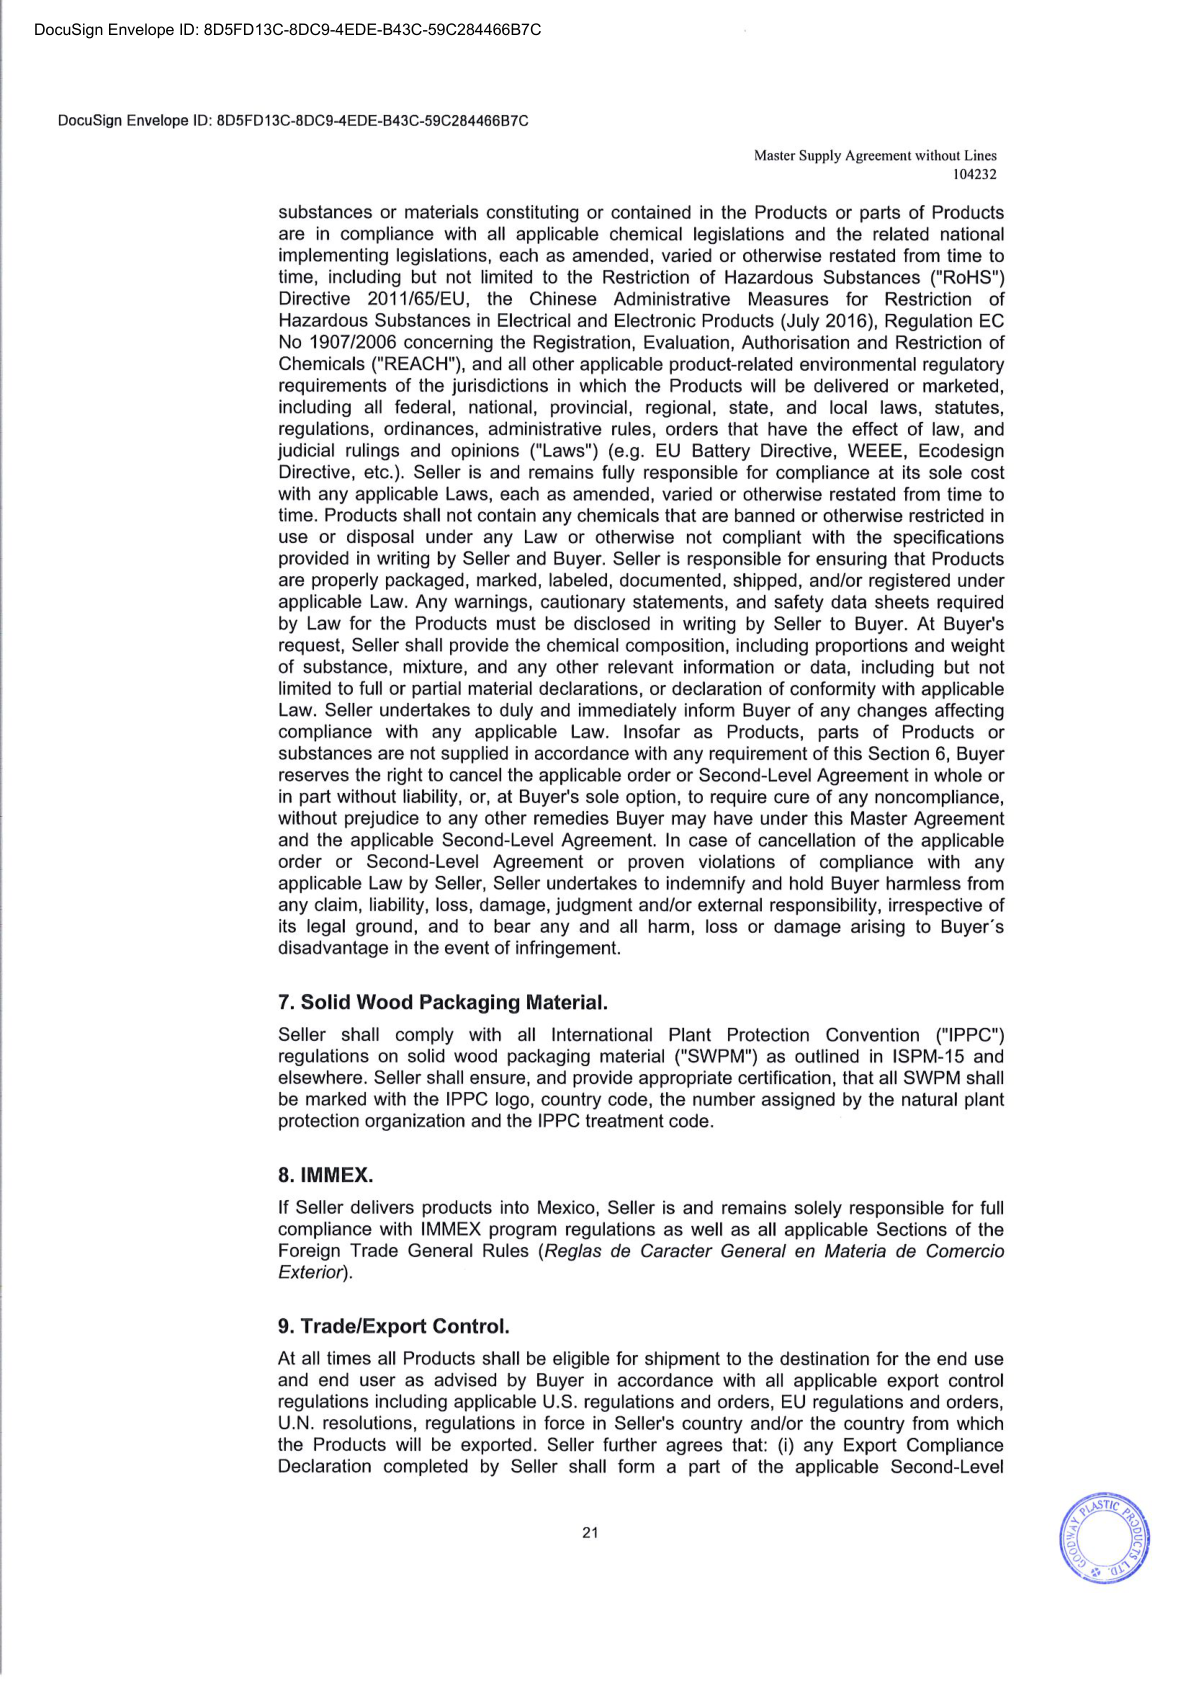 DocuSign Envelope ID: 8D5FD13C-8DC9-4EDE-B43C-59C284466B7C
DocuSign Envelope ID: 8D5FD13C-8DC9-4EDE-B43C-59C284466B7C
Master Supply Agreement without Lines
104232
substances or materials constituting or contained in the Products or parts of Products
are in compliance with all applicable chemical legislations and the related national
implementing legislations, each as amended, varied or otherwise restated from time to
time, including but not limited to the Restriction of Hazardous Substances ("RoHS")
Directive 2011/65/EU, the Chinese Administrative Measures for Restriction of
Hazardous Substances in Electrical and Electronic Products (July 2016), Regulation EC
No 1907/2006 concerning the Registration, Evaluation, Authorisation and Restriction of
Chemicals ("REACH"), and all other applicable product-related environmental regulatory
requirements of the jurisdictions in which the Products will be delivered or marketed,
including all federal, national, provincial, regional, state, and local laws, statutes,
regulations, ordinances, administrative rules, orders that have the effect of law, and
judicial rulings and opinions ("Laws") (e.g. EU Battery Directive, WEEE, Ecodesign
Directive, etc.). Seller is and remains fully responsible for compliance at its sole cost
with any applicable Laws, each as amended, varied or otherwise restated from time to
time. Products shall not contain any chemicals that are banned or otherwise restricted in
use or disposal under any Law or otherwise not compliant with the specifications
provided in writing by Seller and Buyer. Seller is responsible for ensuring that Products
are properly packaged, marked, labeled, documented, shipped, and/or registered under
applicable Law. Any warnings, cautionary statements, and safety data sheets required
by Law for the Products must be disclosed in writing by Seller to Buyer. At Buyer's
request, Seller shall provide the chemical composition, including proportions and weight
of substance, mixture, and any other relevant information or data, including but not
limited to full or partial material declarations, or declaration of conformity with applicable
Law. Seller undertakes to duly and immediately inform Buyer of any changes affecting
compliance with any applicable Law. Insofar as Products, parts of Products or
substances are not supplied in accordance with any requirement of this Section 6, Buyer
reserves the right to cancel the applicable order or Second-Level Agreement in whole or
in part without liability, or, at Buyer's sole option, to require cure of any noncompliance,
without prejudice to any other remedies Buyer may have under this Master Agreement
and the applicable Second-Level Agreement. In case of cancellation of the applicable
order or Second-Level Agreement or proven violations of compliance with any
applicable Law by Seller, Seller undertakes to indemnify and hold Buyer harmless from
any claim, liability, loss, damage, judgment and/or external responsibility, irrespective of
its legal ground, and to bear any and all harm, loss or damage arising to Buyer´s
disadvantage in the event of infringement.
7. Solid Wood Packaging Material.
Seller shall comply with all International Plant Protection Convention ("IPPC")
regulations on solid wood packaging material ("SWPM") as outlined in ISPM-15 and
elsewhere. Seller shall ensure, and provide appropriate certification, that all SWPM shall
be marked with the IPPC logo, country code, the number assigned by the natural plant
protection organization and the IPPC treatment code.
8. IMMEX.
If Seller delivers products into Mexico, Seller is and remains solely responsible for full
compliance with IMMEX program regulations as well as all applicable Sections of the
Foreign Trade General Rules (Reglas de Caracter General en Materia de Comercio
Exterior).
9. Trade/Export Control.
At all times all Products shall be eligible for shipment to the destination for the end use
and end user as advised by Buyer in accordance with all applicable export control
regulations including applicable U.S. regulations and orders, EU regulations and orders,
U.N. resolutions, regulations in force in Seller's country and/or the country from which
the Products will be exported. Seller further agrees that: (i) any Export Compliance
Declaration completed by Seller shall form a part of the applicable Second-Level
21
GOODWAY PLASTIC PRODUCTS LTD.